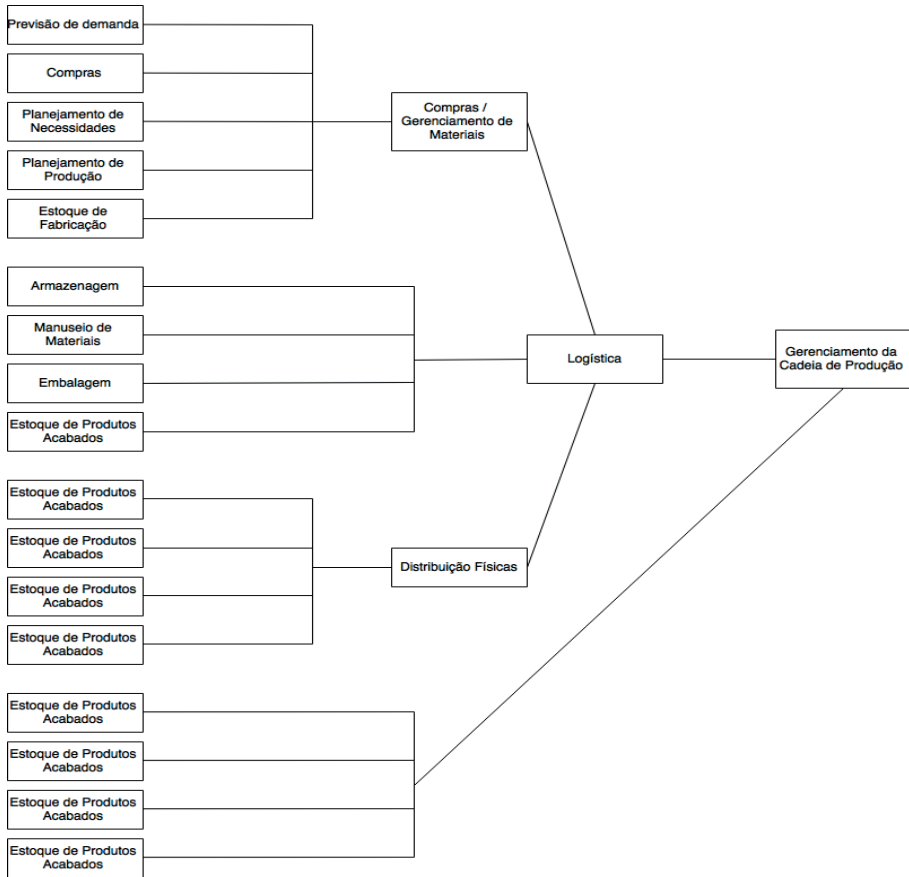 Previsão de demanda
Compras
Planejamento de
Necessidades
Planejamento de
Produção
Estoque de
Fabricação
Compras /
Gerenciamento de
Materiais
Armazenagem
Manuseio de
Materiais
Embalagem
Estoque de Produtos
Acabados
Logística
Gerenciamento da
Cadeia de Produção
Estoque de Produtos
Acabados
Estoque de Produtos
Acabados
Estoque de Produtos
Acabados
Estoque de Produtos
Acabados
Distribuição Físicas
Estoque de Produtos
Acabados
Estoque de Produtos
Acabados
Estoque de Produtos
Acabados
Estoque de Produtos
Acabados